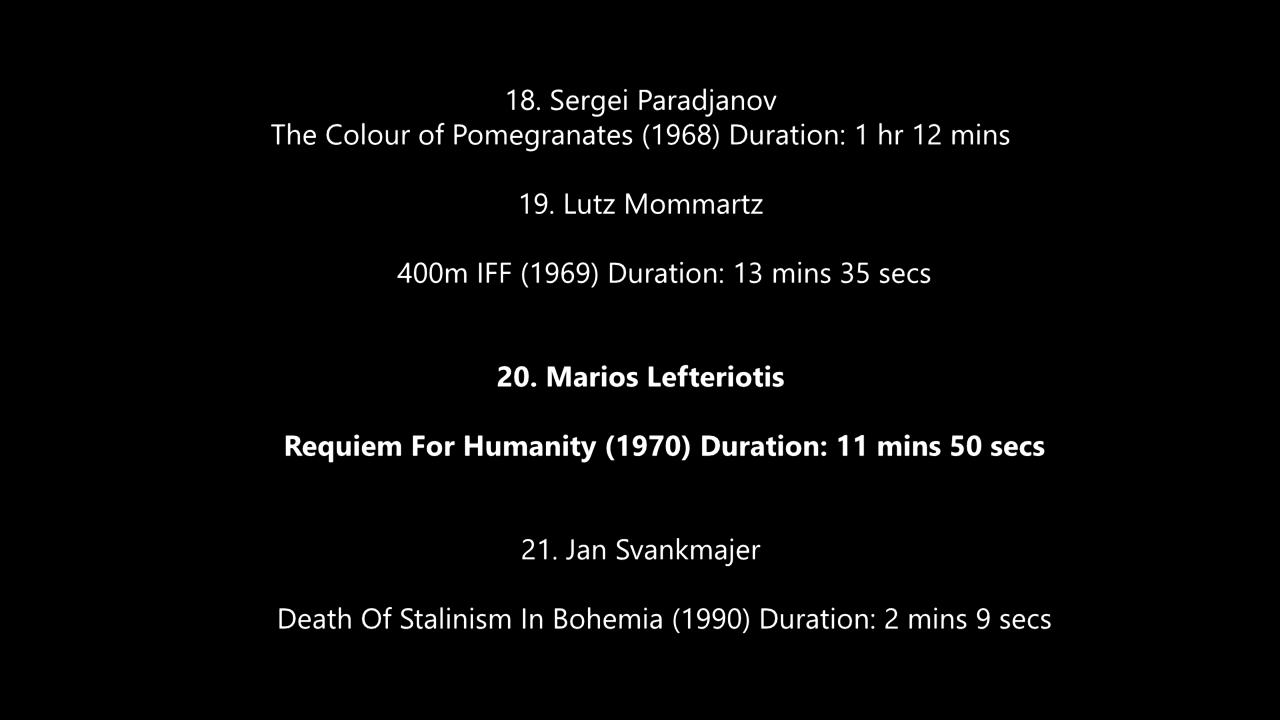 18. Sergei Paradjanov
The Colour of Pomegranates (1968) Duration: 1 hr 12 mins
19. Lutz Mommartz
400m IFF (1969) Duration: 13 mins 35 secs
20. Marios Lefteriotis
Requiem For Humanity (1970) Duration: 11 mins 50 secs
21. Jan Svankmajer
Death Of Stalinism In Bohemia (1990) Duration: 2 mins 9 secs